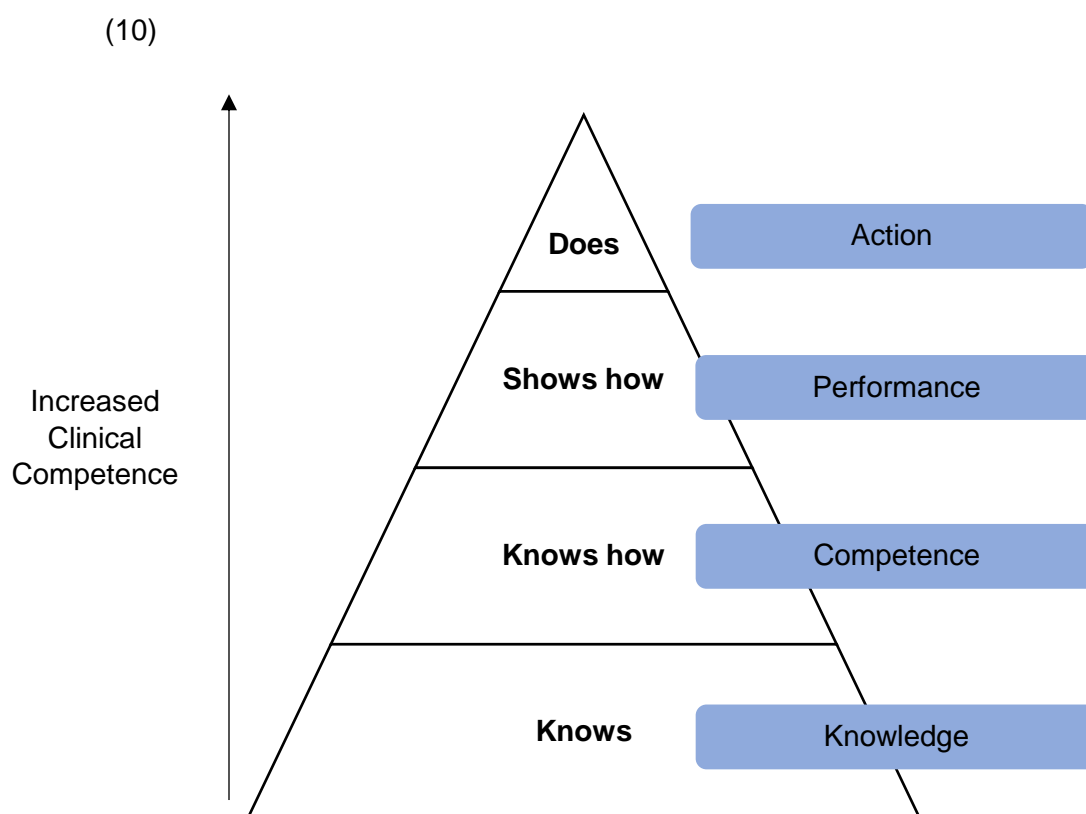 (10)
Does
Action
Shows how
Performance
Increased
Clinical
Competence
Knows how
Competence
Knows
Knowledge